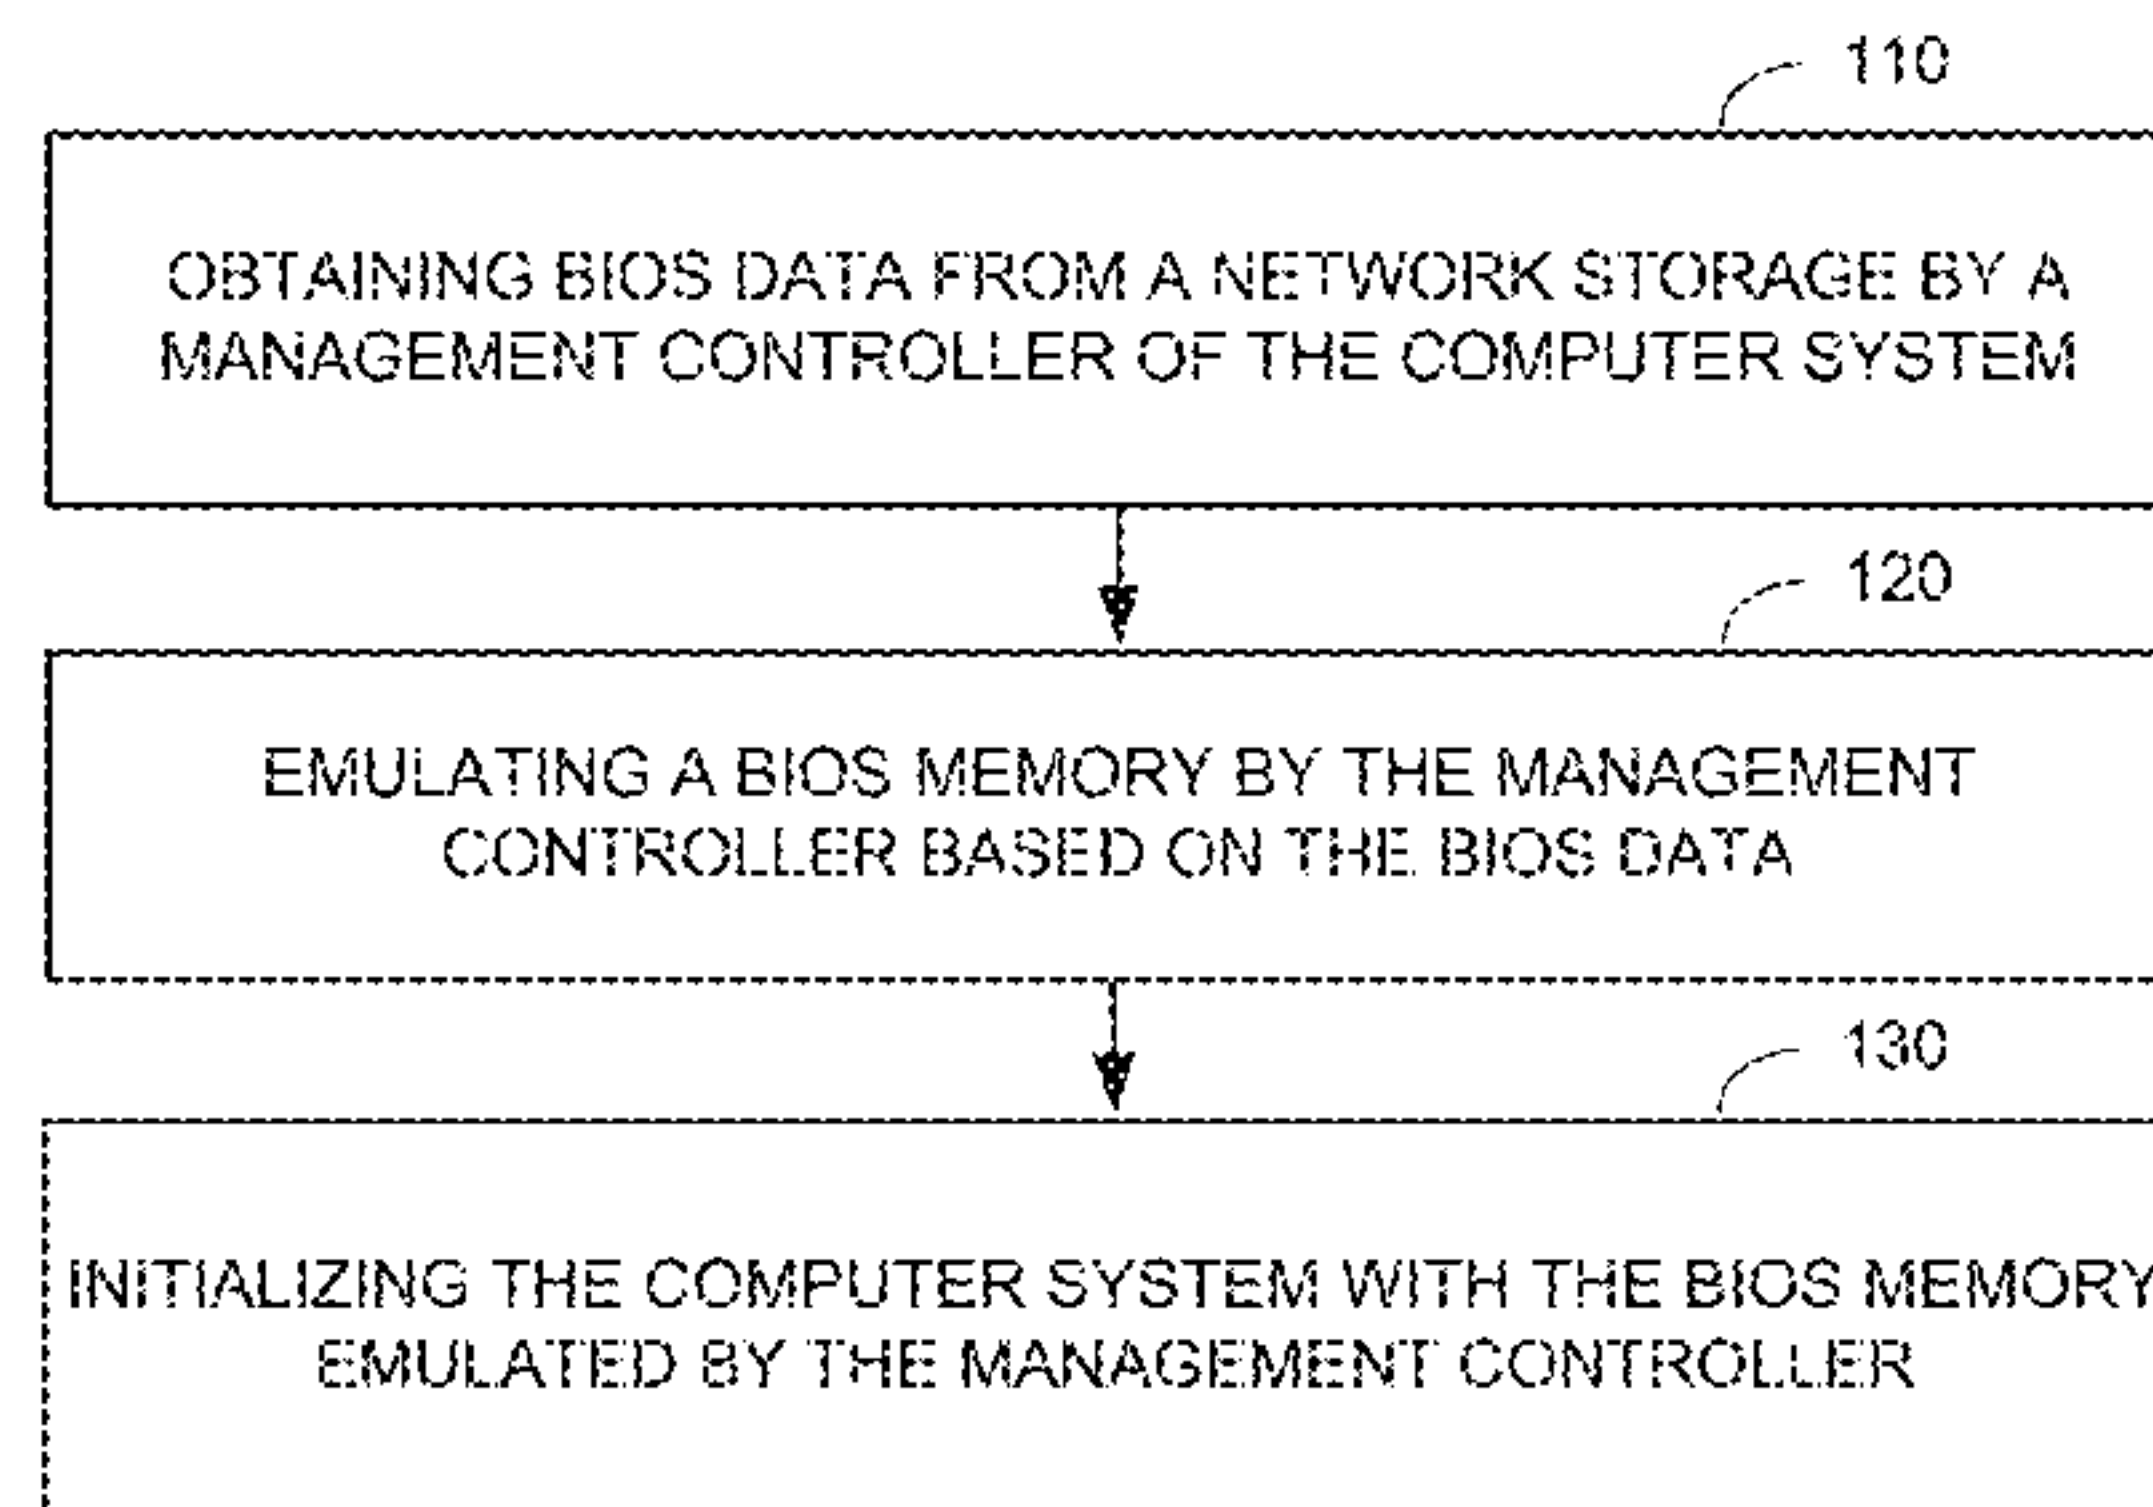 110
OBTAINING BIOS DATA FROM A NETWORK STORAGE BY A
MANAGEMENT CONTROLLER OF THE COMPUTER SYSTEM
120
EMULATING A BIOS MEMORY BY THE MANAGEMENT
CONTROLLER BASED ON THE BIOS DATA
130
INITIALIZING THE COMPUTER SYSTEM WITH THE BIOS MEMORY
EMULATED BY THE MANAGEMENT CONTROLLER